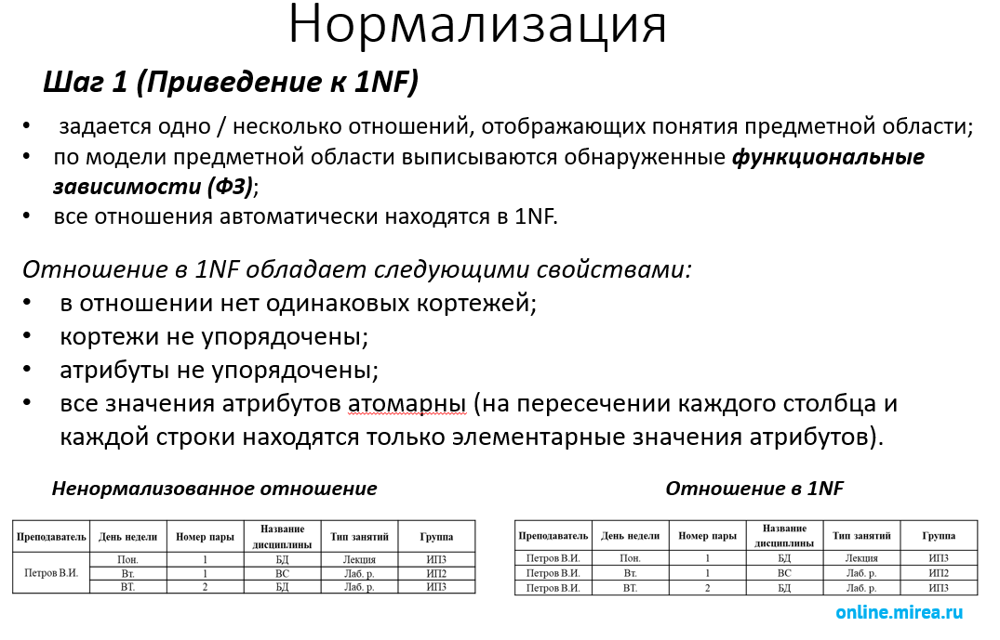 Нормализация
Шаг 1 (Приведение к 1NF)
• задается одно / несколько отношений, отображающих понятия предметной области;
• по модели предметной области выписываются обнаруженные функциональные
зависимости (ФЗ);
• все отношения автоматически находятся в 1NF.
Отношение в 1NF обладает следующими свойствами:
• в отношении нет одинаковых кортежей;
• кортежи не упорядочены;
• атрибуты не упорядочены;
• все значения атрибутов атомарны (на пересечении каждого столбца и
каждой строки находятся только элементарные значения атрибутов).
Ненормализованное отношение
Преподаватель День недели Номер пары Название дисциплины Тип занятий Группа
Петров В.И. Пон. 1 БД Лекция ИП3
Вт. 1 ВС Лаб. р. ИП2
ВТ. 2 БД Лаб. р. ИП3
Отношение в 1NF
Преподаватель День недели Номер пары Название дисциплины Тип занятий Группа
Петров В.И. Пон. 1 БД Лекция ИП3
Петров В.И. Вт. 1 ВС Лаб. р. ИП2
Петров В.И. ВТ. 2 БД Лаб. р. ИП3
online.mirea.ru